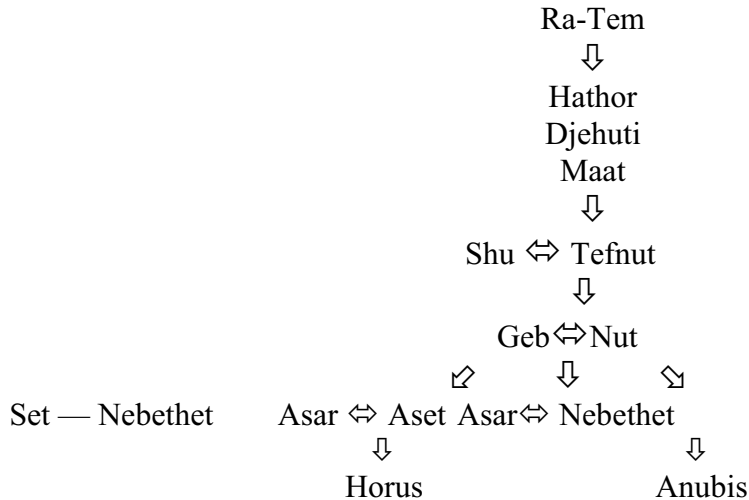 Ra-Tem
⇩
Hathor
Djehuti
Maat
⇩
Shu ⬄ Tefnut
⇩
Geb⬄Nut
⬃ ⇩ ⬂
Set — Nebethet Asar ⬄ Aset Asar⬄ Nebethet
⇩ ⇩
Horus Anubis